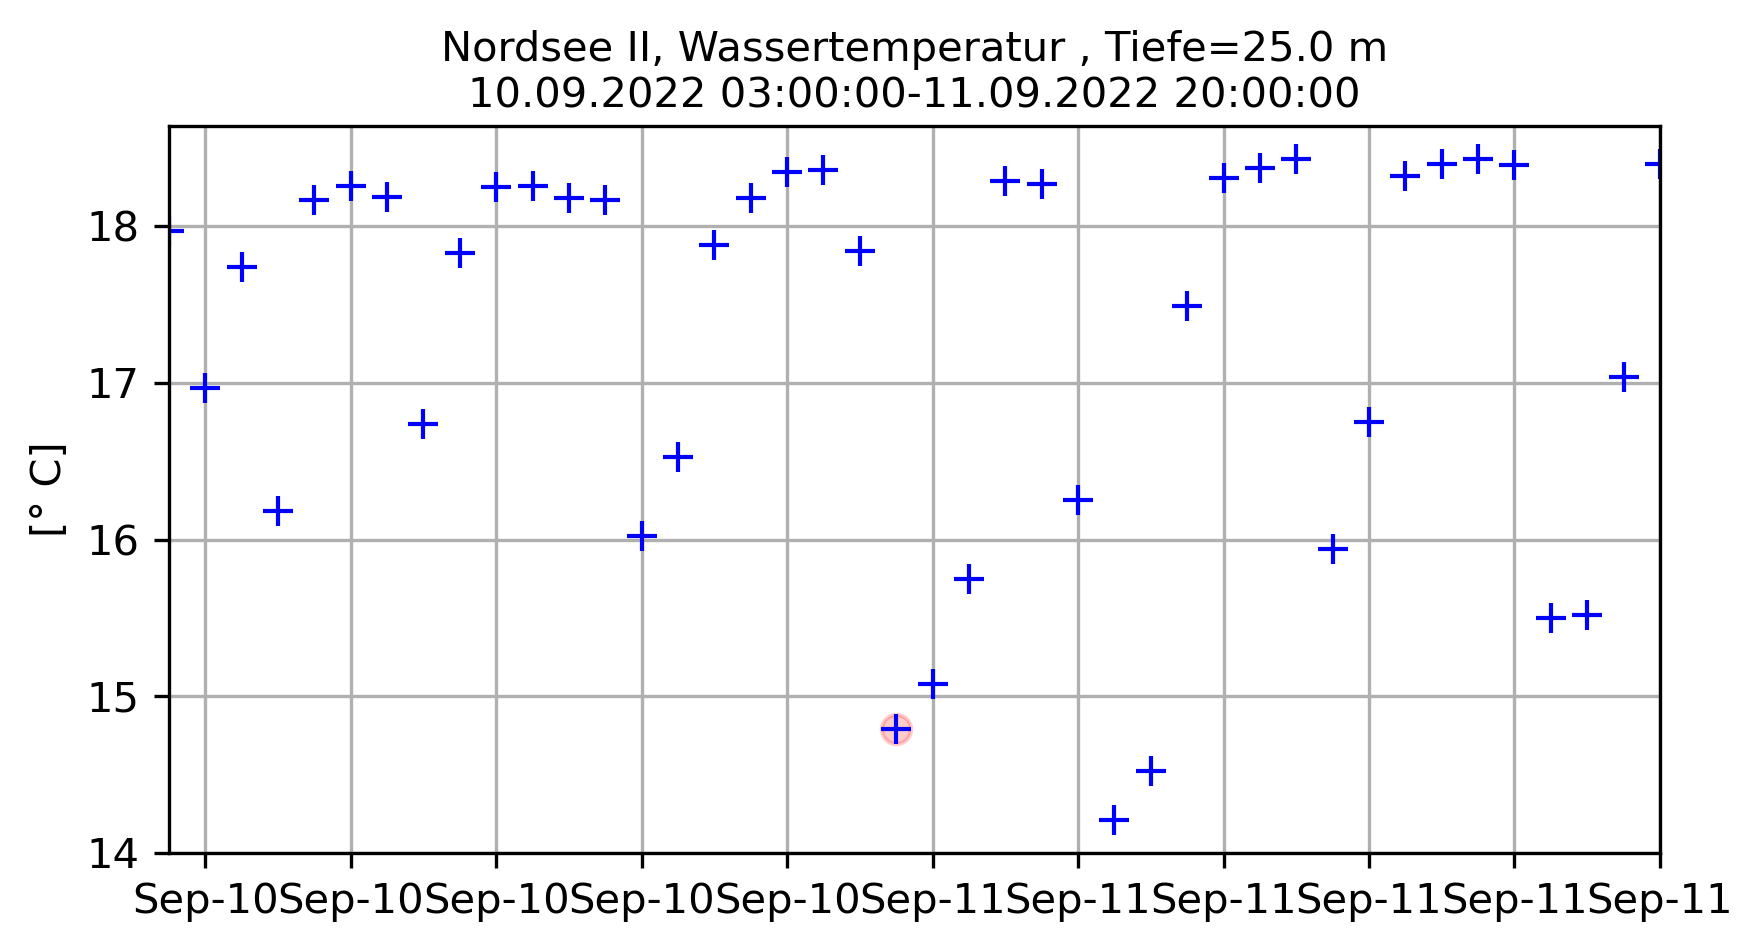 Nordsee II, Wassertemperatur , Tiefe=25.0 m
10.09.2022 03:00:00-11.09.2022 20:00:00
[° C]
18
17
16
15
14
Sep-10Sep-10Sep-10Sep-10Sep-10Sep-11Sep-11Sep-11Sep-11Sep-11Sep-11